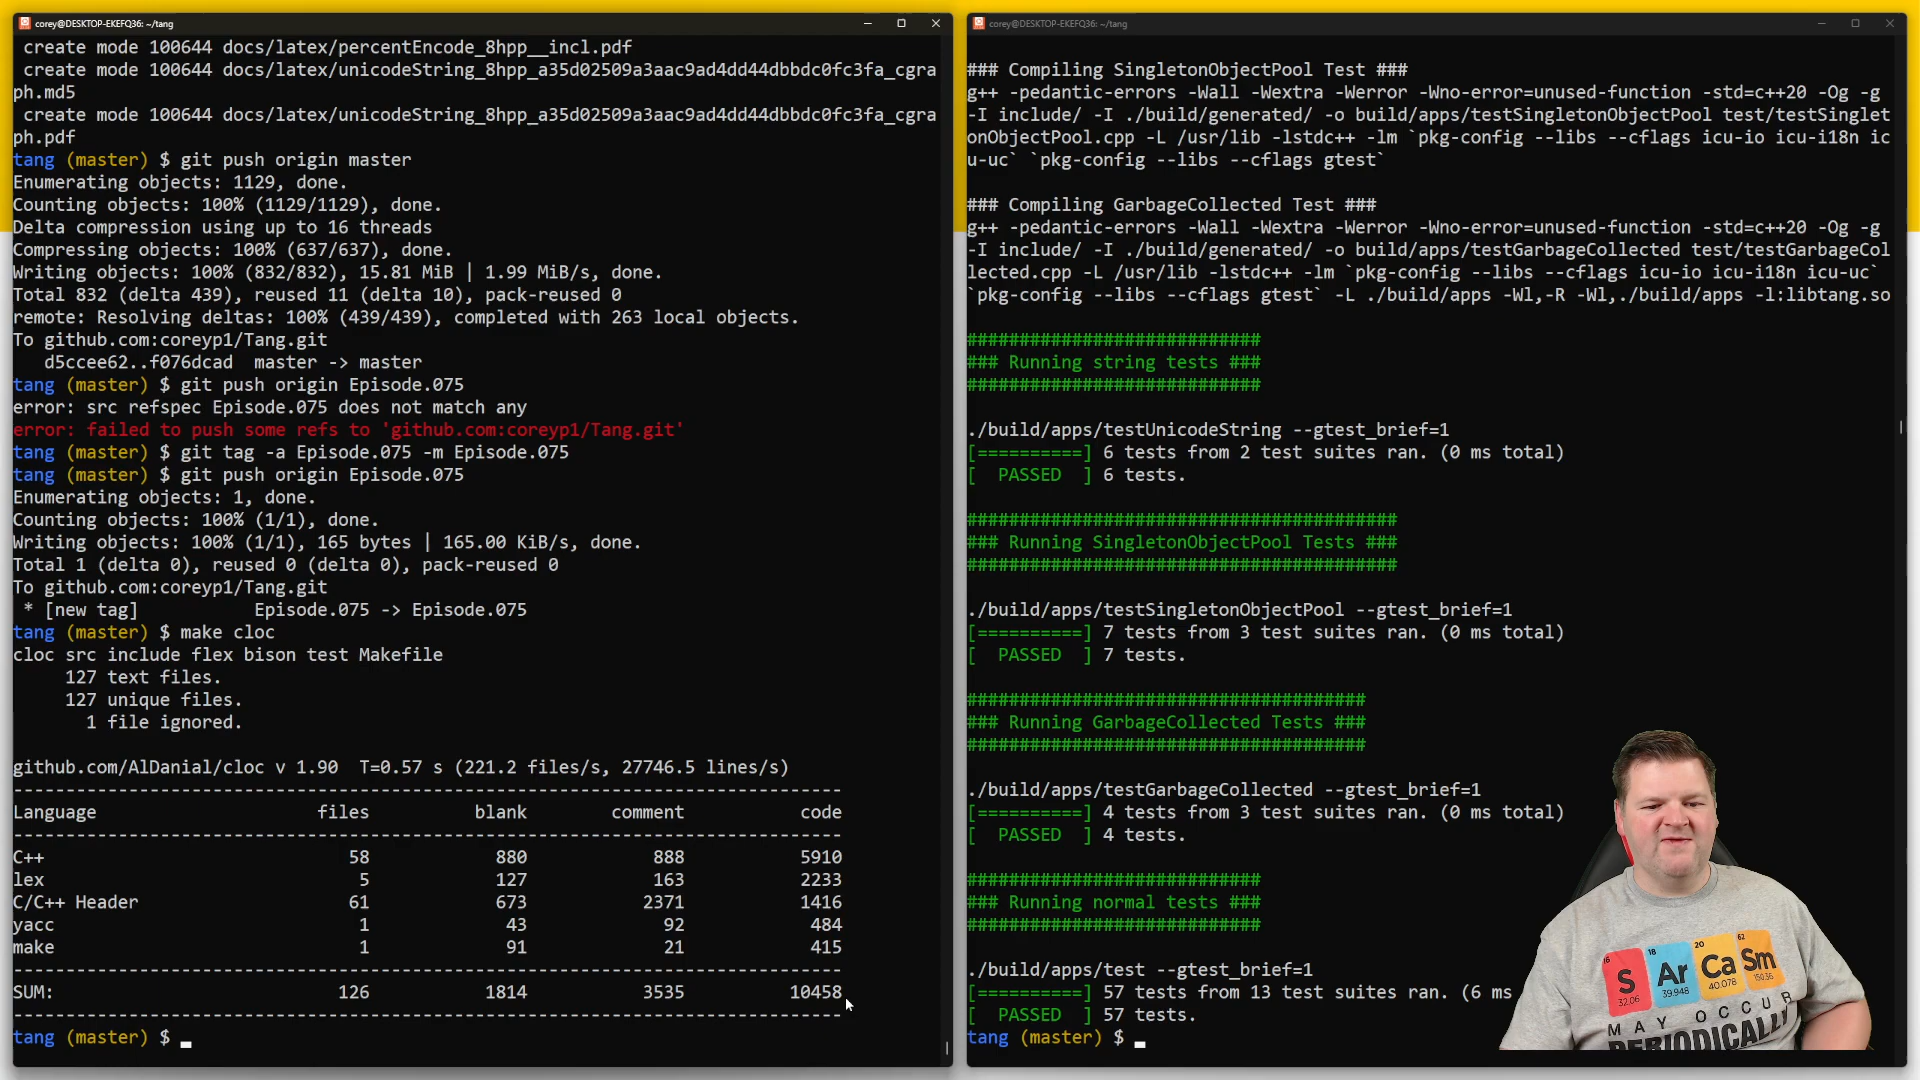 corey@DESKTOP-EKEFQ36: ~/tang
create mode 100644 docs/latex/percentEncode_8hpp__incl.pdf
create mode 100644 docs/latex/unicodeString_8hpp_a35d02509a3aac9ad4dd44dbbdc0fc3fa_cgra
ph.md5
create mode 100644 docs/latex/unicodeString_8hpp_a35d02509a3aac9ad4dd44dbbdc0fc3fa_cgra
ph.pdf
tang (master) $ git push origin master
Enumerating objects: 1129, done.
Counting objects: 100% (1129/1129), done.
Delta compression using up to 16 threads
Compressing objects: 100% (637/637), done.
Writing objects: 100% (832/832), 15.81 MiB | 1.99 MiB/s, done.
Total 832 (delta 439), reused 11 (delta 10), pack-reused 0
remote: Resolving deltas: 100% (439/439), completed with 263 local objects.
To github.com:coreyp1/Tang.git
d5ccee62..f076dcad  master -> master
tang (master) $ git push origin Episode.075
error: src refspec Episode.075 does not match any
error: failed to push some refs to 'github.com:coreyp1/Tang.git'
tang (master) $ git tag -a Episode.075 -m Episode.075
tang (master) $ git push origin Episode.075
Enumerating objects: 1, done.
Counting objects: 100% (1/1), done.
Writing objects: 100% (1/1), 165 bytes | 165.00 KiB/s, done.
Total 1 (delta 0), reused 0 (delta 0), pack-reused 0
To github.com:coreyp1/Tang.git
* [new tag]           Episode.075 -> Episode.075
tang (master) $ make cloc
cloc src include flex bison test Makefile
127 text files.
127 unique files.
1 file ignored.
github.com/AlDanial/cloc v 1.90  T=0.57 s (221.2 files/s, 27746.5 lines/s)
-------------------------------------------------------------------------------
Language                     files          blank        comment           code
-------------------------------------------------------------------------------
C++                             58            880            888           5910
lex                              5            127            163           2233
C/C++ Header                    61            673           2371           1416
yacc                             1             43             92            484
make                             1             91             21            415
-------------------------------------------------------------------------------
SUM:                           126           1814           3535          10458
-------------------------------------------------------------------------------
tang (master) $
corey@DESKTOP-EKEFQ36: ~/tang
### Compiling SingletonObjectPool Test ###
g++ -pedantic-errors -Wall -Wextra -Werror -Wno-error=unused-function -std=c++20 -Og -g
-I include/ -I ./build/generated/ -o build/apps/testSingletonObjectPool test/testSinglet
onObjectPool.cpp -L /usr/lib -lstdc++ -lm `pkg-config --libs --cflags icu-io icu-i18n ic
u-uc` `pkg-config --libs --cflags gtest`
### Compiling GarbageCollected Test ###
g++ -pedantic-errors -Wall -Wextra -Werror -Wno-error=unused-function -std=c++20 -Og -g
-I include/ -I ./build/generated/ -o build/apps/testGarbageCollected test/testGarbageCol
lected.cpp -L /usr/lib -lstdc++ -lm `pkg-config --libs --cflags icu-io icu-i18n icu-uc`
`pkg-config --libs --cflags gtest` -L ./build/apps -Wl,-R -Wl,./build/apps -l:libtang.so
############################
### Running string tests ###
############################
./build/apps/testUnicodeString --gtest_brief=1
[==========] 6 tests from 2 test suites ran. (0 ms total)
[  PASSED  ] 6 tests.
#########################################
### Running SingletonObjectPool Tests ###
#########################################
./build/apps/testSingletonObjectPool --gtest_brief=1
[==========] 7 tests from 3 test suites ran. (0 ms total)
[  PASSED  ] 7 tests.
######################################
### Running GarbageCollected Tests ###
######################################
./build/apps/testGarbageCollected --gtest_brief=1
[==========] 4 tests from 3 test suites ran. (0 ms total)
[  PASSED  ] 4 tests.
############################
### Running normal tests ###
############################
./build/apps/test --gtest_brief=1
[==========] 57 tests from 13 test suites ran. (6 ms
[  PASSED  ] 57 tests.
tang (master) $
16 18 20 62
S Ar Ca Sm
32.06 39.948 40.078 150.36
MAY OCCUR
PERIODICALLY